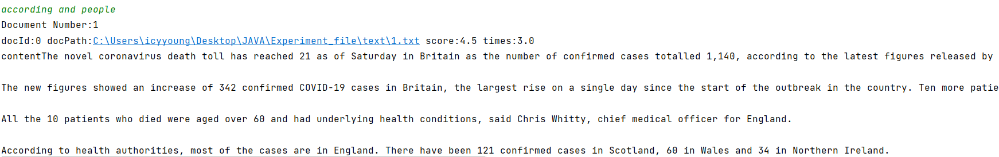 according and people
Document Number:1
docId:0 docPath:C:\Users\icyyoung\Desktop\JAVA\Experiment_file\text\1.txt score:4.5 times:3.0
contentThe novel coronavirus death toll has reached 21 as of Saturday in Britain as the number of confirmed cases totalled 1,140, according to the latest figures released by
The new figures showed an increase of 342 confirmed COVID-19 cases in Britain, the largest rise on a single day since the start of the outbreak in the country. Ten more patie
All the 10 patients who died were aged over 60 and had underlying health conditions, said Chris Whitty, chief medical officer for England.
According to health authorities, most of the cases are in England. There have been 121 confirmed cases in Scotland, 60 in Wales and 34 in Northern Ireland.